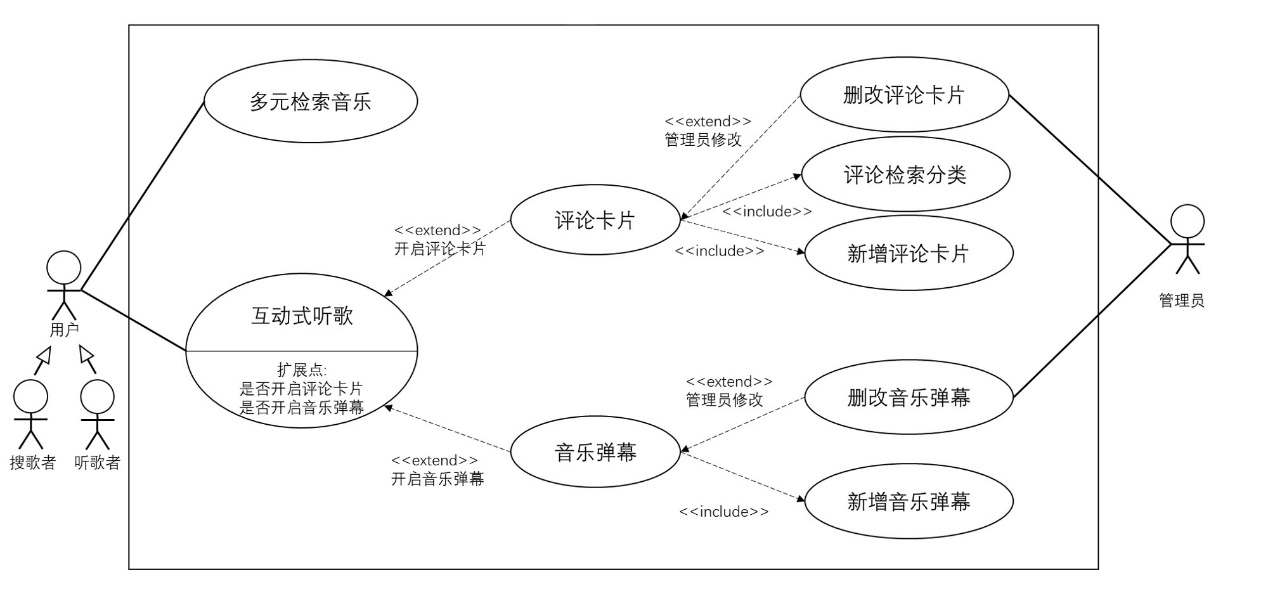 多元检索音乐
删改评论卡片
<<extend>>
管理员修改
评论检索分类
<<include>>
评论卡片
<<extend>>
开启评论卡片
<<include>>
新增评论卡片
管理员
用户
互动式听歌
扩展点:
是否开启评论卡片
是否开启音乐弹幕
<<extend>>
管理员修改
删改音乐弹幕
搜歌者
听歌者
<<extend>>
开启音乐弹幕
音乐弹幕
<<include>>
新增音乐弹幕